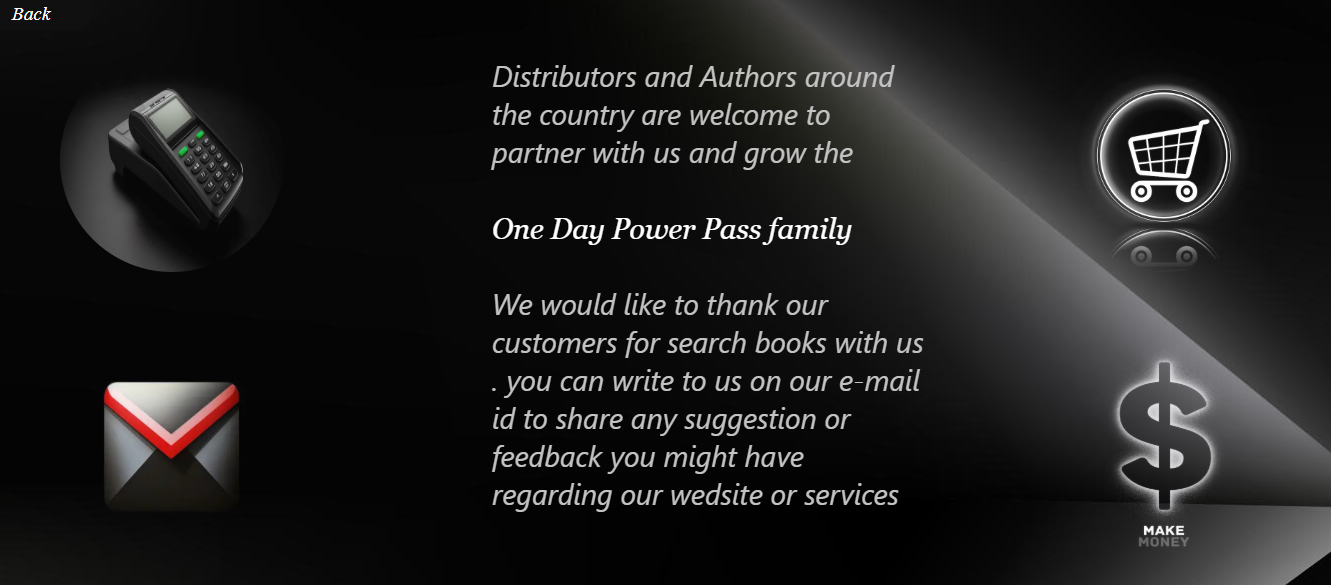 Back
Distributors and Authors around
the country are welcome to
partner with us and grow the
One Day Power Pass family
We would like to thank our
customers for search books with us
. you can write to us on our e-mail
id to share any suggestion or
feedback you might have
regarding our wedsite or services
MAKE
MONEY